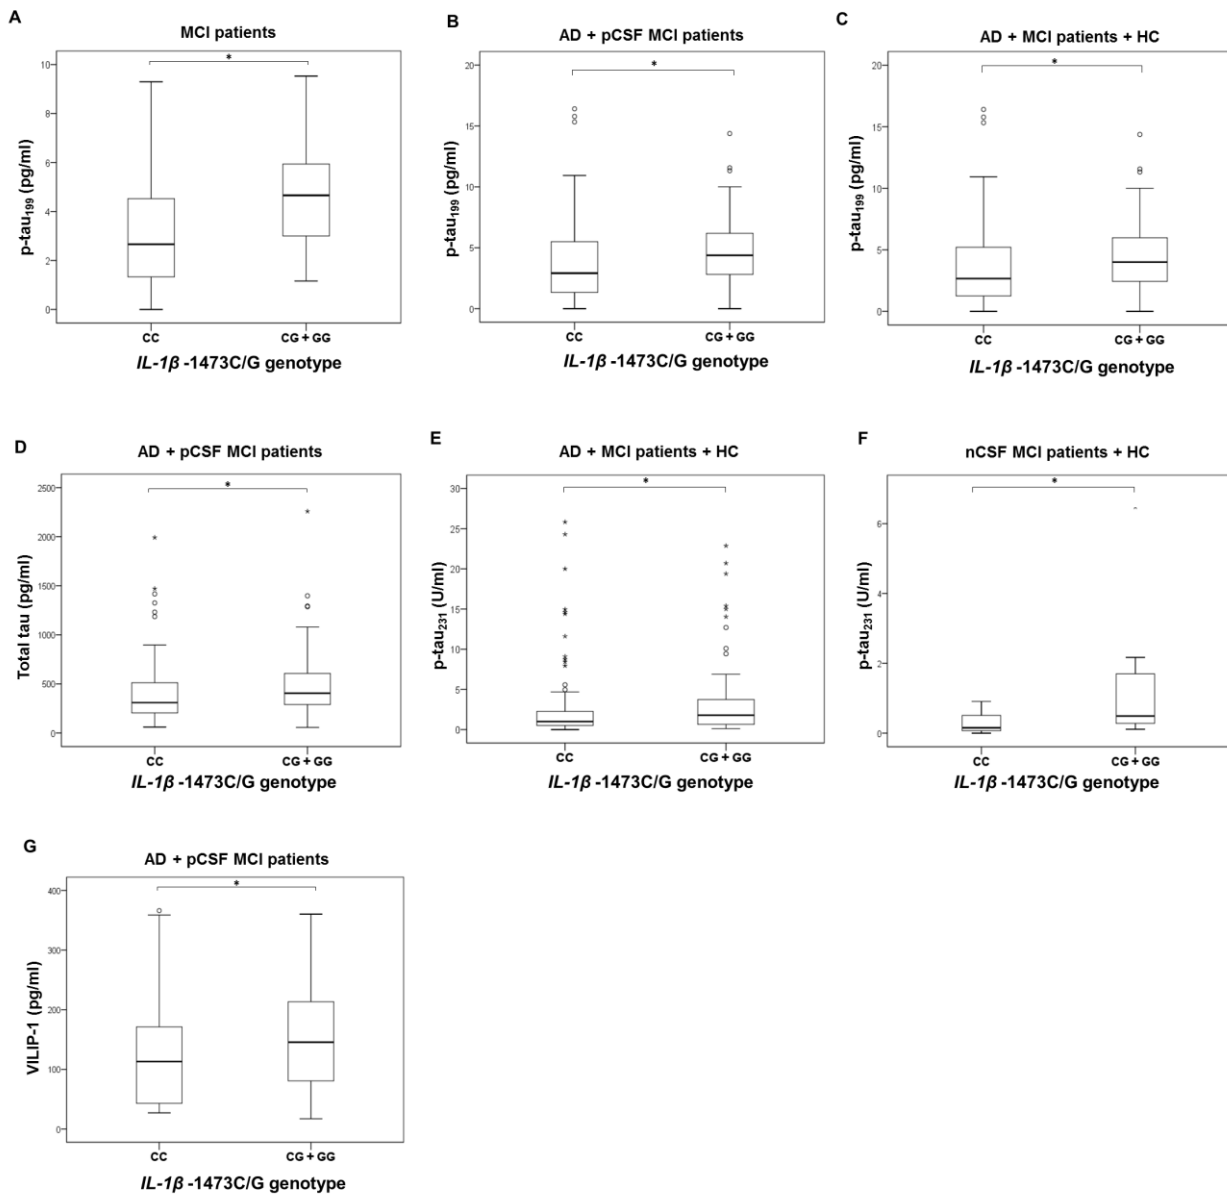 A
MCI patients
*
10
8
6
4
2
0
p-tau199 (pg/ml)
CC
CG + GG
IL-1β -1473C/G genotype
B
AD + pCSF MCI patients
*
20
15
10
5
0
p-tau199 (pg/ml)
CC
CG + GG
IL-1β -1473C/G genotype
C
AD + MCI patients + HC
*
20
15
10
5
0
p-tau199 (pg/ml)
CC
CG + GG
IL-1β -1473C/G genotype
D
AD + pCSF MCI patients
*
2500
2000
1500
1000
500
0
Total tau (pg/ml)
CC
CG + GG
IL-1β -1473C/G genotype
E
AD + MCI patients + HC
*
30
25
20
15
10
5
0
p-tau231 (U/ml)
CC
CG + GG
IL-1β -1473C/G genotype
F
nCSF MCI patients + HC
*
6
4
2
0
p-tau231 (U/ml)
CC
CG + GG
IL-1β -1473C/G genotype
G
AD + pCSF MCI patients
*
400
300
200
100
0
VILIP-1 (pg/ml)
CC
CG + GG
IL-1β -1473C/G genotype